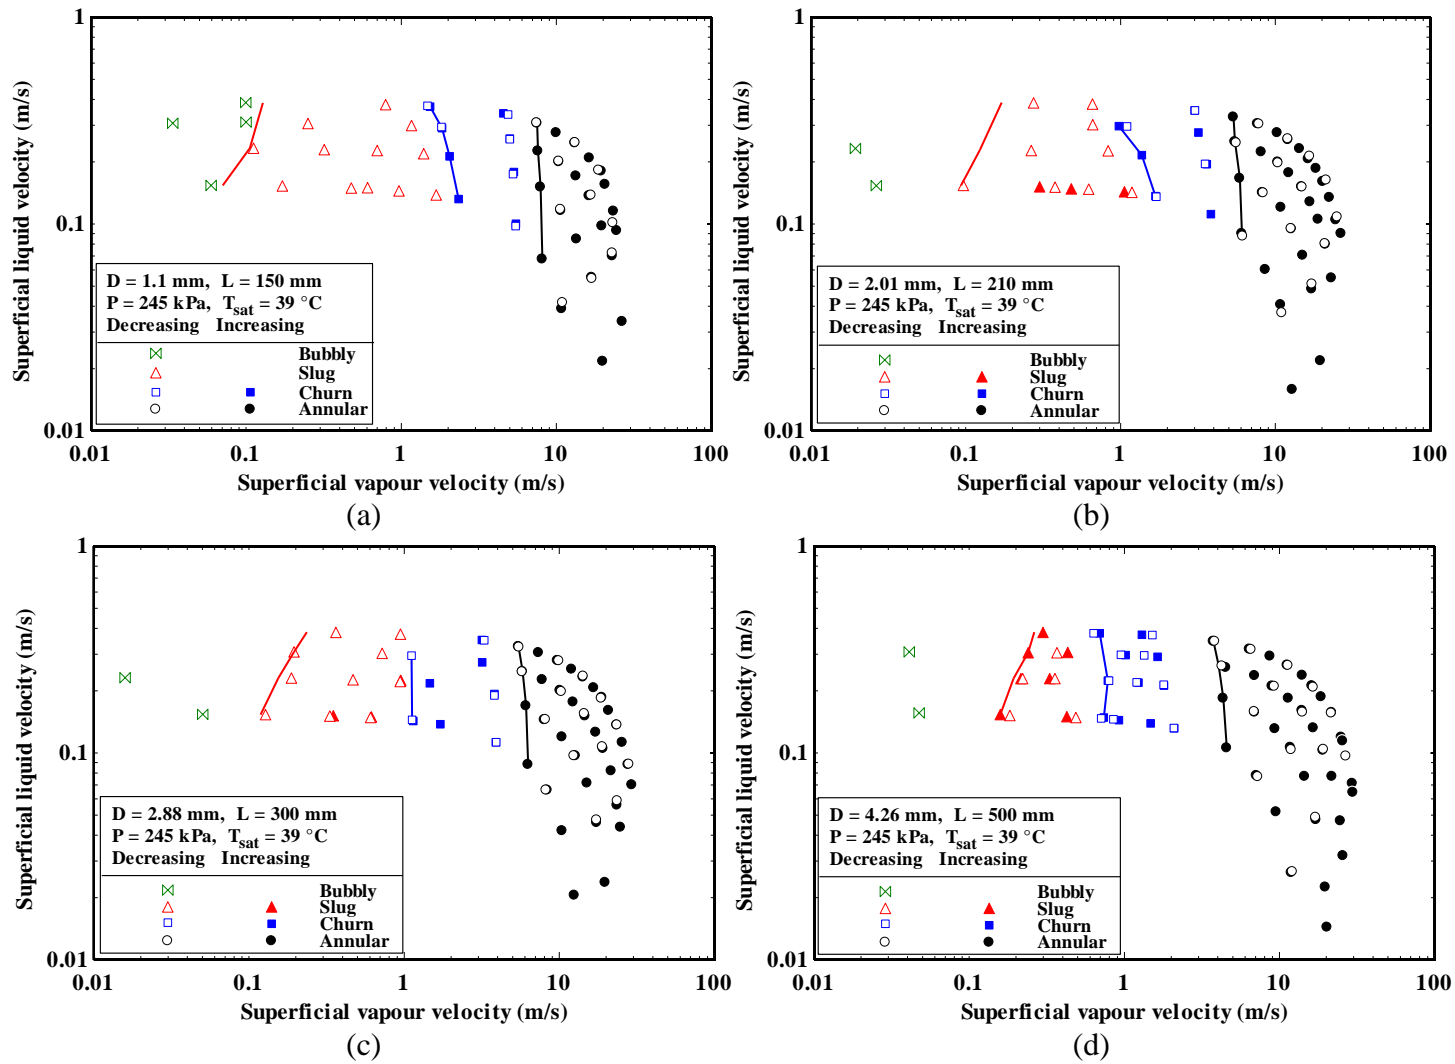 1
0.1
0.01
Superficial liquid velocity (m/s)
D = 1.1 mm, L = 150 mm
P = 245 kPa, Tsat = 39 °C
Decreasing Increasing
Bubbly
Slug
Churn
Annular
0.01 0.1 1 10 100
Superficial vapour velocity (m/s)
(a)
1
0.1
0.01
Superficial liquid velocity (m/s)
D = 2.01 mm, L = 210 mm
P = 245 kPa, Tsat = 39 °C
Decreasing Increasing
Bubbly
Slug
Churn
Annular
0.01 0.1 1 10 100
Superficial vapour velocity (m/s)
(b)
1
0.1
0.01
Superficial liquid velocity (m/s)
D = 2.88 mm, L = 300 mm
P = 245 kPa, Tsat = 39 °C
Decreasing Increasing
Bubbly
Slug
Churn
Annular
0.01 0.1 1 10 100
Superficial vapour velocity (m/s)
(c)
1
0.1
0.01
Superficial liquid velocity (m/s)
D = 4.26 mm, L = 500 mm
P = 245 kPa, Tsat = 39 °C
Decreasing Increasing
Bubbly
Slug
Churn
Annular
0.01 0.1 1 10 100
Superficial vapour velocity (m/s)
(d)